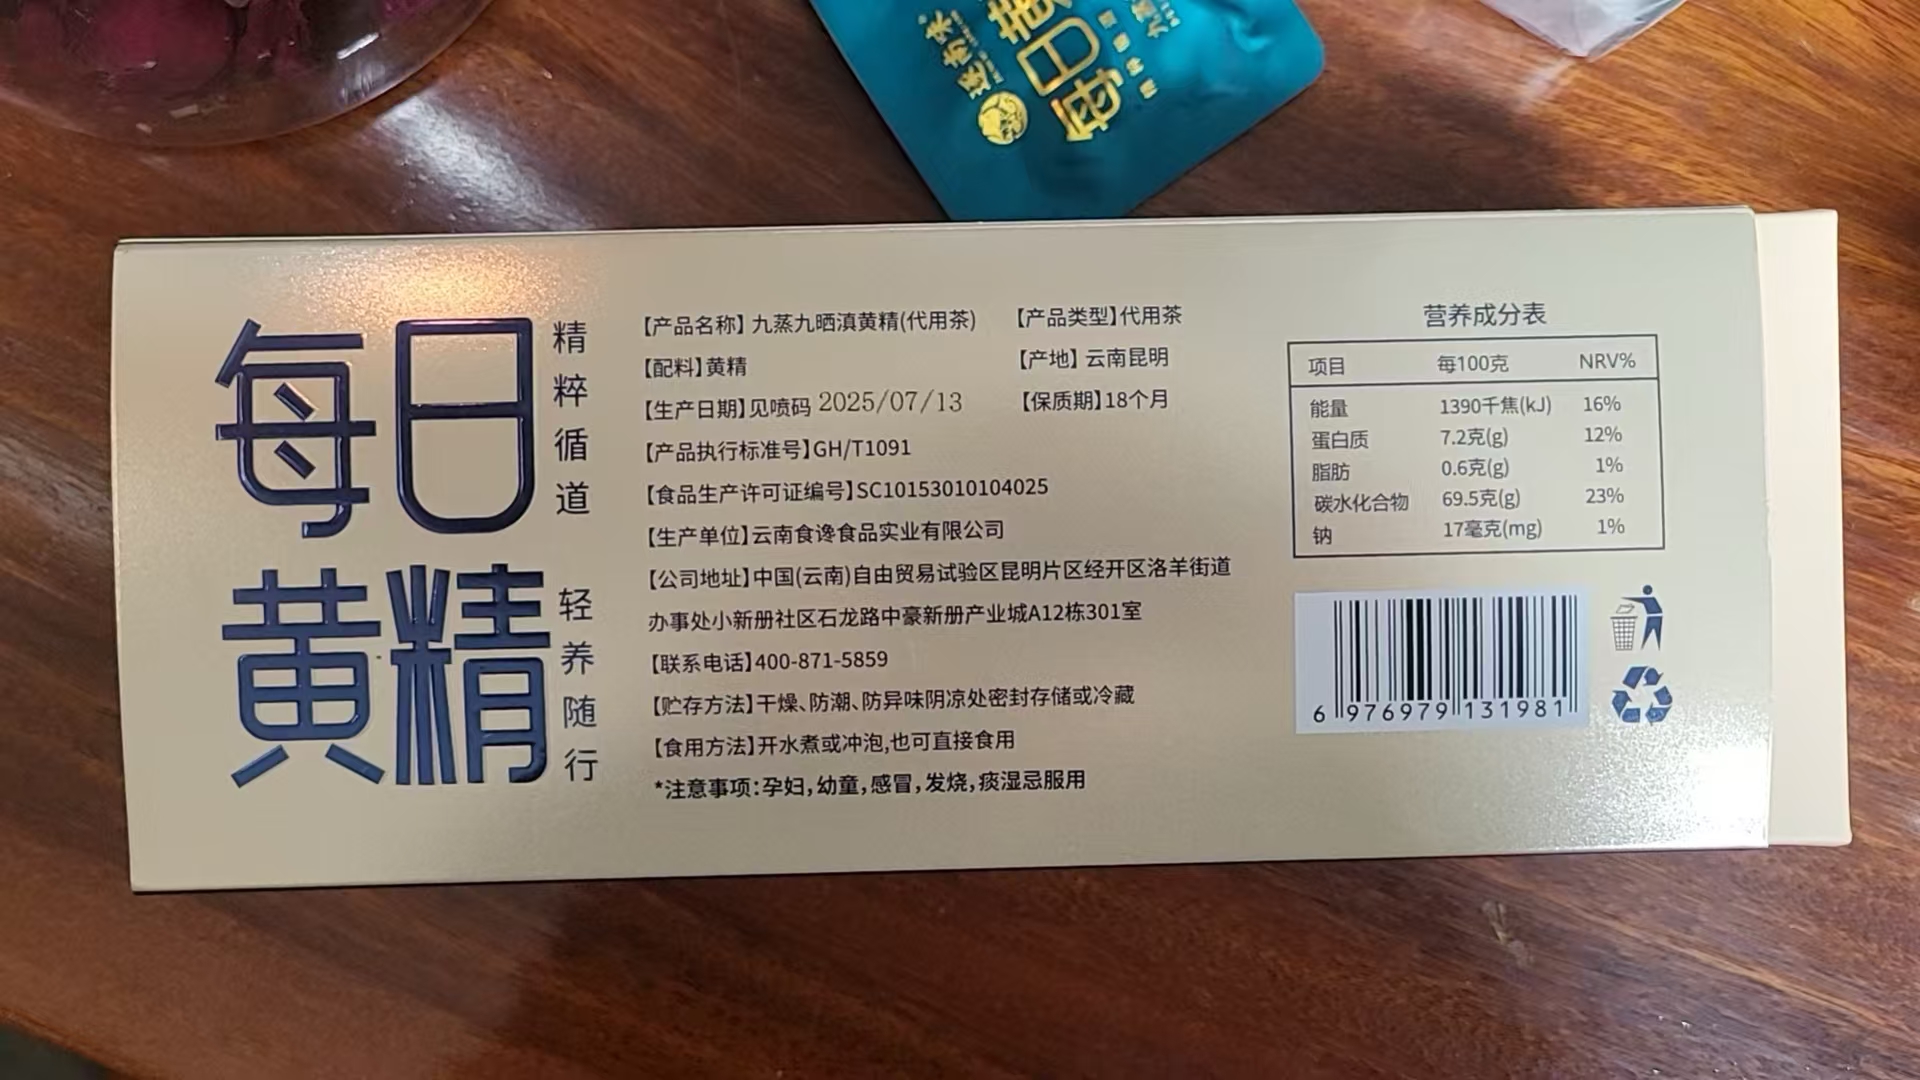 每日
黄精
精粹循道
轻养随行
【产品名称】九蒸九晒滇黄精(代用茶)
【产品类型】代用茶
【配料】黄精
【产地】云南昆明
【生产日期】见喷码 2025/07/13
【保质期】18个月
【产品执行标准号】GH/T1091
【食品生产许可证编号】SC10153010104025
【生产单位】云南食谗食品实业有限公司
【公司地址】中国(云南)自由贸易试验区昆明片区经开区洛羊街道
办事处小新册社区石龙路中豪新册产业城A12栋301室
【联系电话】400-871-5859
【贮存方法】干燥、防潮、防异味阴凉处密封存储或冷藏
【食用方法】开水煮或冲泡,也可直接食用
*注意事项:孕妇,幼童,感冒,发烧,痰湿忌服用
营养成分表
项目 每100克 NRV%
能量 1390千焦(kJ) 16%
蛋白质 7.2克(g) 12%
脂肪 0.6克(g) 1%
碳水化合物 69.5克(g) 23%
钠 17毫克(mg) 1%
6 976979 131981
每日